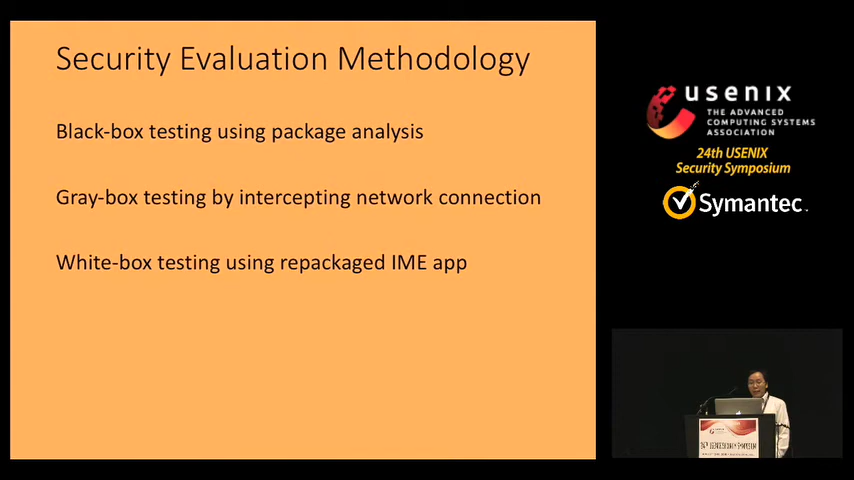 Security Evaluation Methodology
Black-box testing using package analysis
Gray-box testing by intercepting network connection
White-box testing using repackaged IME app
usenix
THE ADVANCED
COMPUTING SYSTEMS
ASSOCIATION
24th USENIX
Security Symposium
Symantec.
usenix